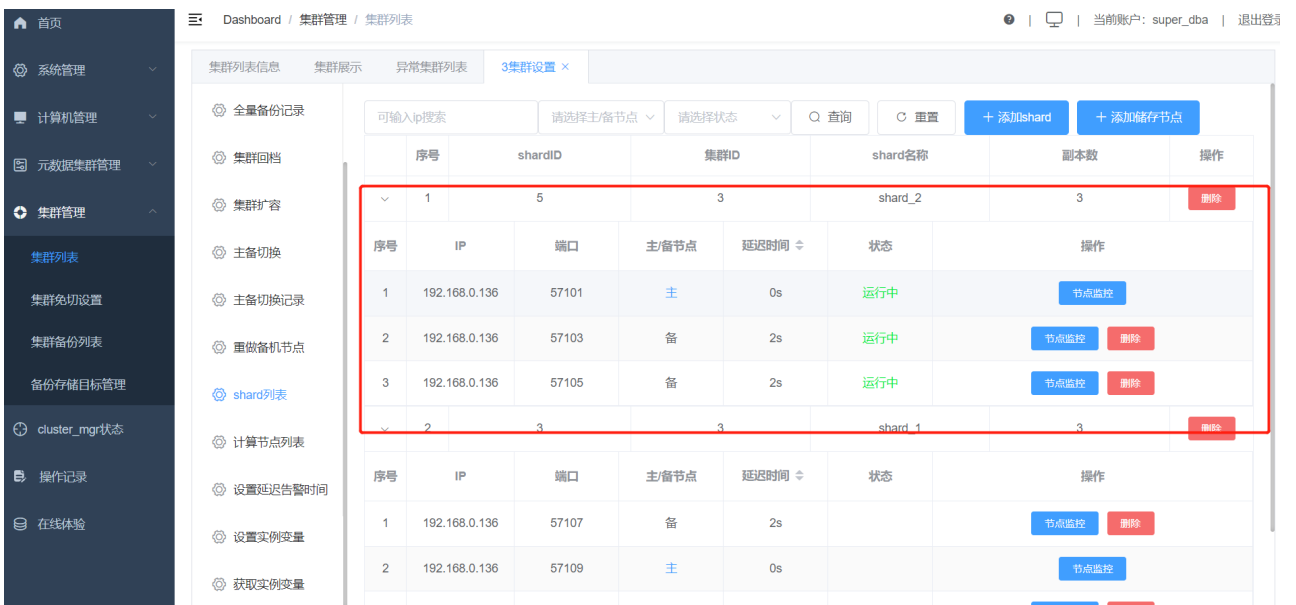 首页
系统管理
计算机管理
元数据集群管理
集群管理
集群列表
集群免切设置
集群备份列表
备份存储目标管理
cluster_mgr状态
操作记录
在线体验
Dashboard / 集群管理 / 集群列表
当前账户: super_dba | 退出登录
集群列表信息 集群展示 异常集群列表 3集群设置 ×
全量备份记录
集群回档
集群扩容
主备切换
主备切换记录
重做备机节点
shard列表
计算节点列表
设置延迟告警时间
设置实例变量
获取实例变量
可输入ip搜索 请选择主/备节点 请选择状态 查询 重置 + 添加shard + 添加储存节点
序号 shardID 集群ID shard名称 副本数 操作
1 5 3 shard_2 3 删除
序号 IP 端口 主/备节点 延迟时间 状态 操作
1 192.168.0.136 57101 主 0s 运行中 节点监控
2 192.168.0.136 57103 备 2s 运行中 节点监控 删除
3 192.168.0.136 57105 备 2s 运行中 节点监控 删除
2 3 3 shard_1 3 删除
序号 IP 端口 主/备节点 延迟时间 状态 操作
1 192.168.0.136 57107 备 2s 节点监控 删除
2 192.168.0.136 57109 主 0s 节点监控